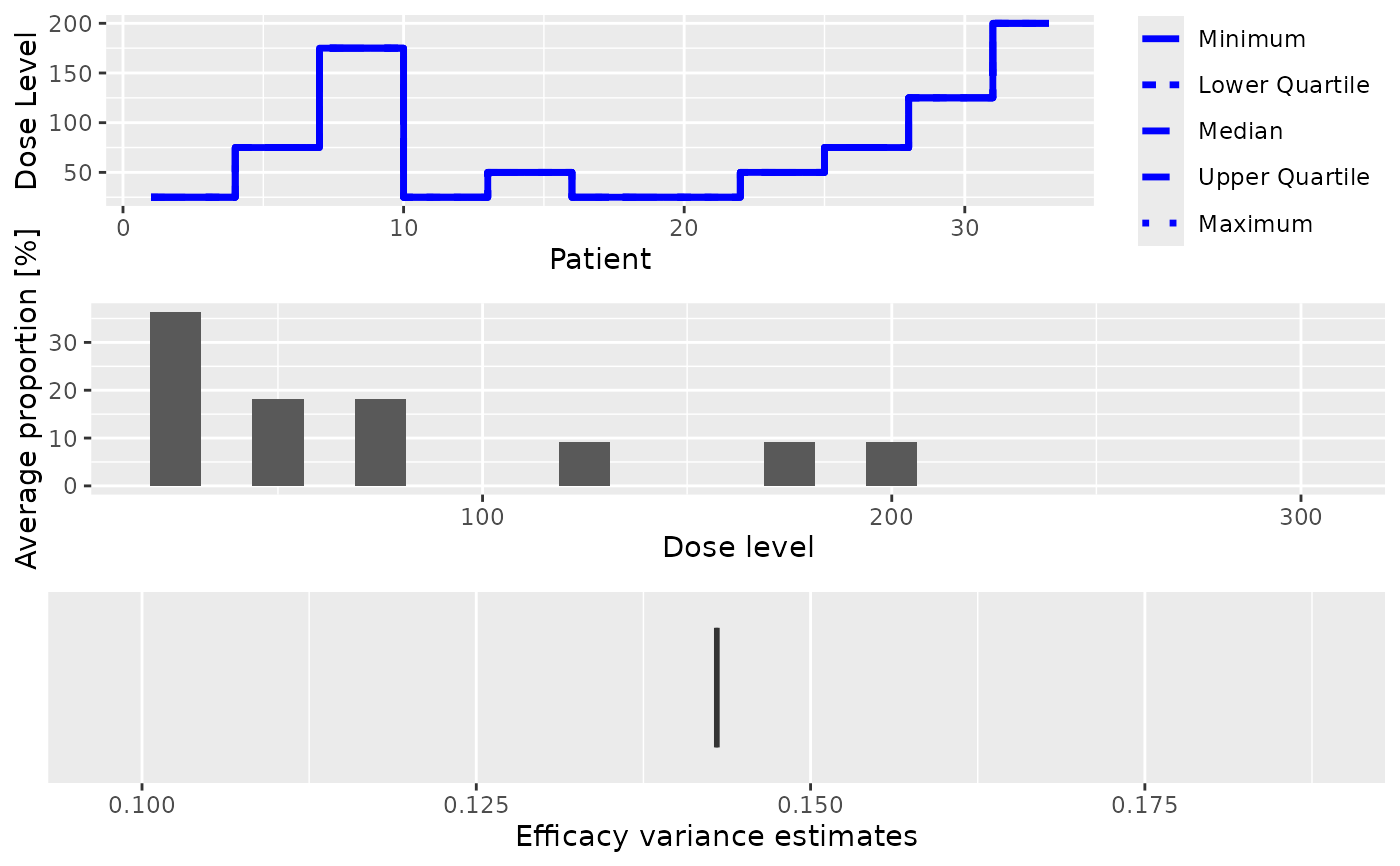 Dose Level
200
150
100
50
0
10
20
30
Patient
Minimum
Lower Quartile
Median
Upper Quartile
Maximum
Average proportion [%]
30
20
10
0
100
200
300
Dose level
0.100
0.125
0.150
0.175
Efficacy variance estimates